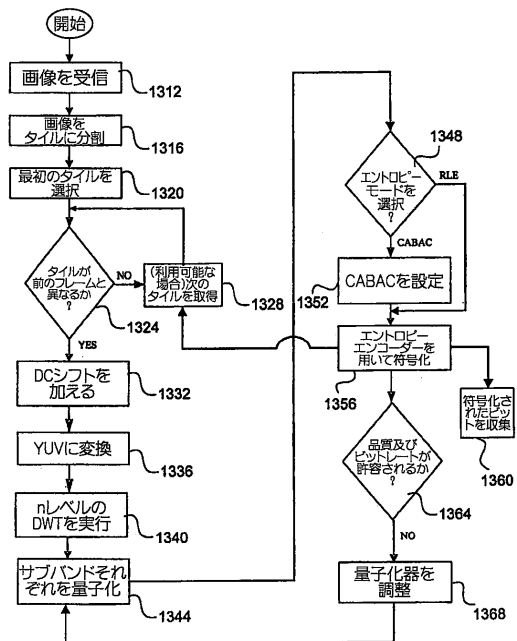 開始
画像を受信
1312
画像を
タイルに分割
1316
最初のタイルを
選択
1320
タイルが
前のフレームと
異なるか
?
1324
NO
(利用可能な
場合)次の
タイルを取得
1328
YES
DCシフトを
加える
1332
YUVに変換
1336
nレベルの
DWTを実行
1340
サブバンドそれ
ぞれを量子化
1344
エントロピー
モードを
選択
?
1348
RLE
CABAC
CABACを設定
1352
エントロピー
エンコーダーを
用いて符号化
1356
符号化され
たビッ
トを収集
1360
品質及び
ビットレートが
許容されるか
?
1364
NO
量子化器を
調整
1368